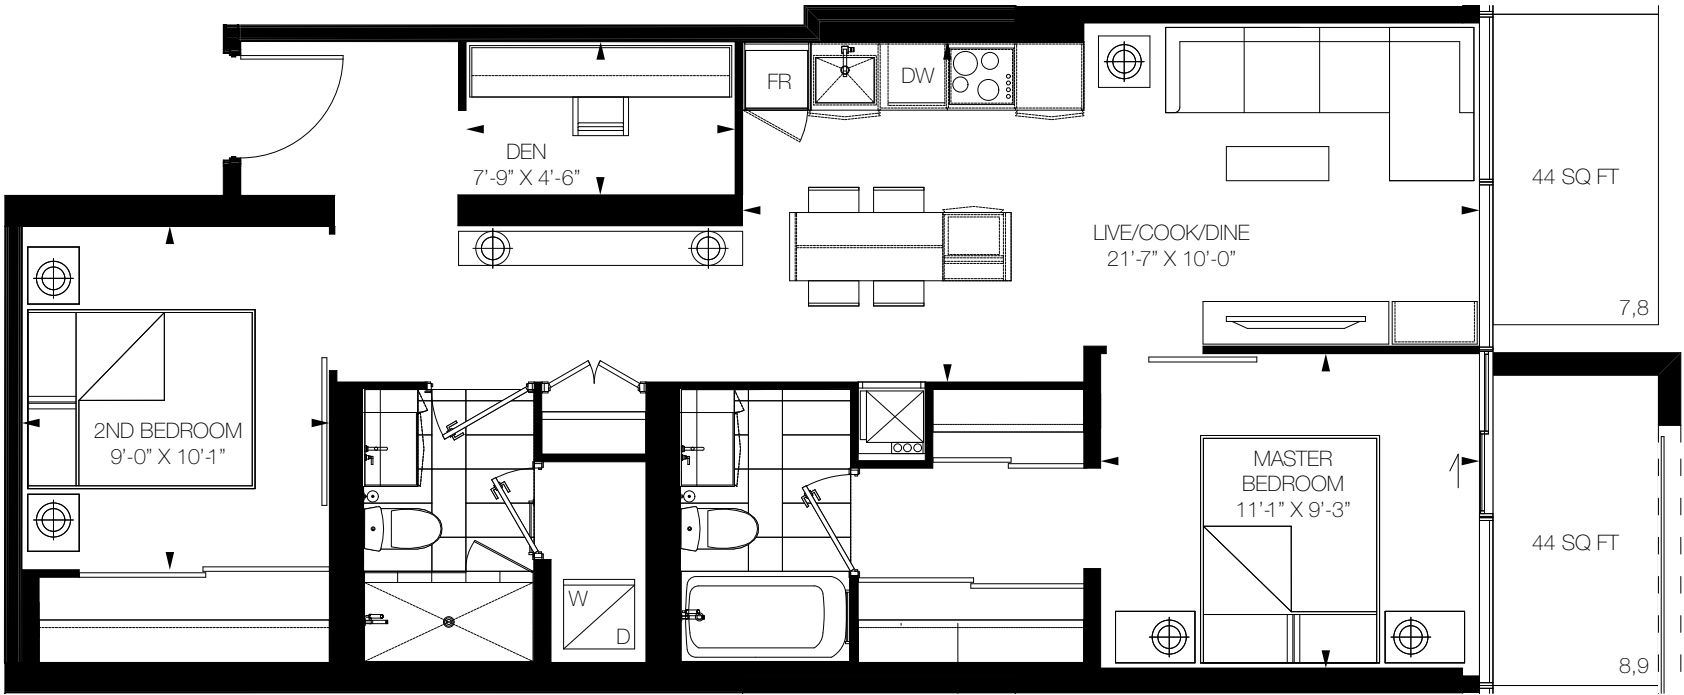 FR
DW
DEN
7'-9" X 4'-6"
44 SQ FT
LIVE/COOK/DINE
21'-7" X 10'-0"
7,8
2ND BEDROOM
9'-0" X 10'-1"
MASTER
BEDROOM
11'-1" X 9'-3"
44 SQ FT
W
D
8,9